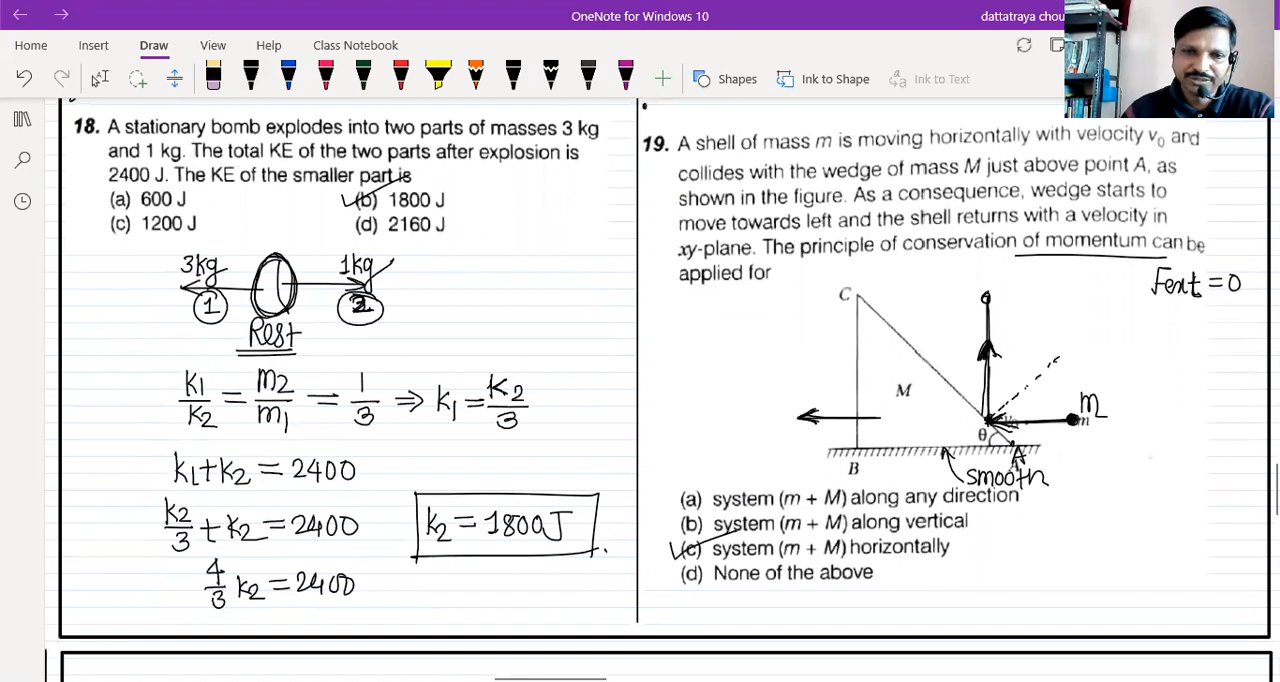 OneNote for Windows 10
dattatraya chou
Home Insert Draw View Help Class Notebook
Shapes Ink to Shape Ink to Text
18. A stationary bomb explodes into two parts of masses 3 kg
and 1 kg. The total KE of the two parts after explosion is
2400 J. The KE of the smaller part is
(a) 600 J (b) 1800 J
(c) 1200 J (d) 2160 J
3kg 1kg
1 2
Rest
K1/K2 = m2/m1 = 1/3 ⇒ K1 = K2/3
K1+K2 = 2400
K2/3 + K2 = 2400
K2 = 1800J
4/3 K2 = 2400
19. A shell of mass m is moving horizontally with velocity v0 and
collides with the wedge of mass M just above point A, as
shown in the figure. As a consequence, wedge starts to
move towards left and the shell returns with a velocity in
xy-plane. The principle of conservation of momentum can be
applied for
Fext = 0
C
M
m
m
θ
A
B
smooth
(a) system (m + M) along any direction
(b) system (m + M) along vertical
(c) system (m + M) horizontally
(d) None of the above